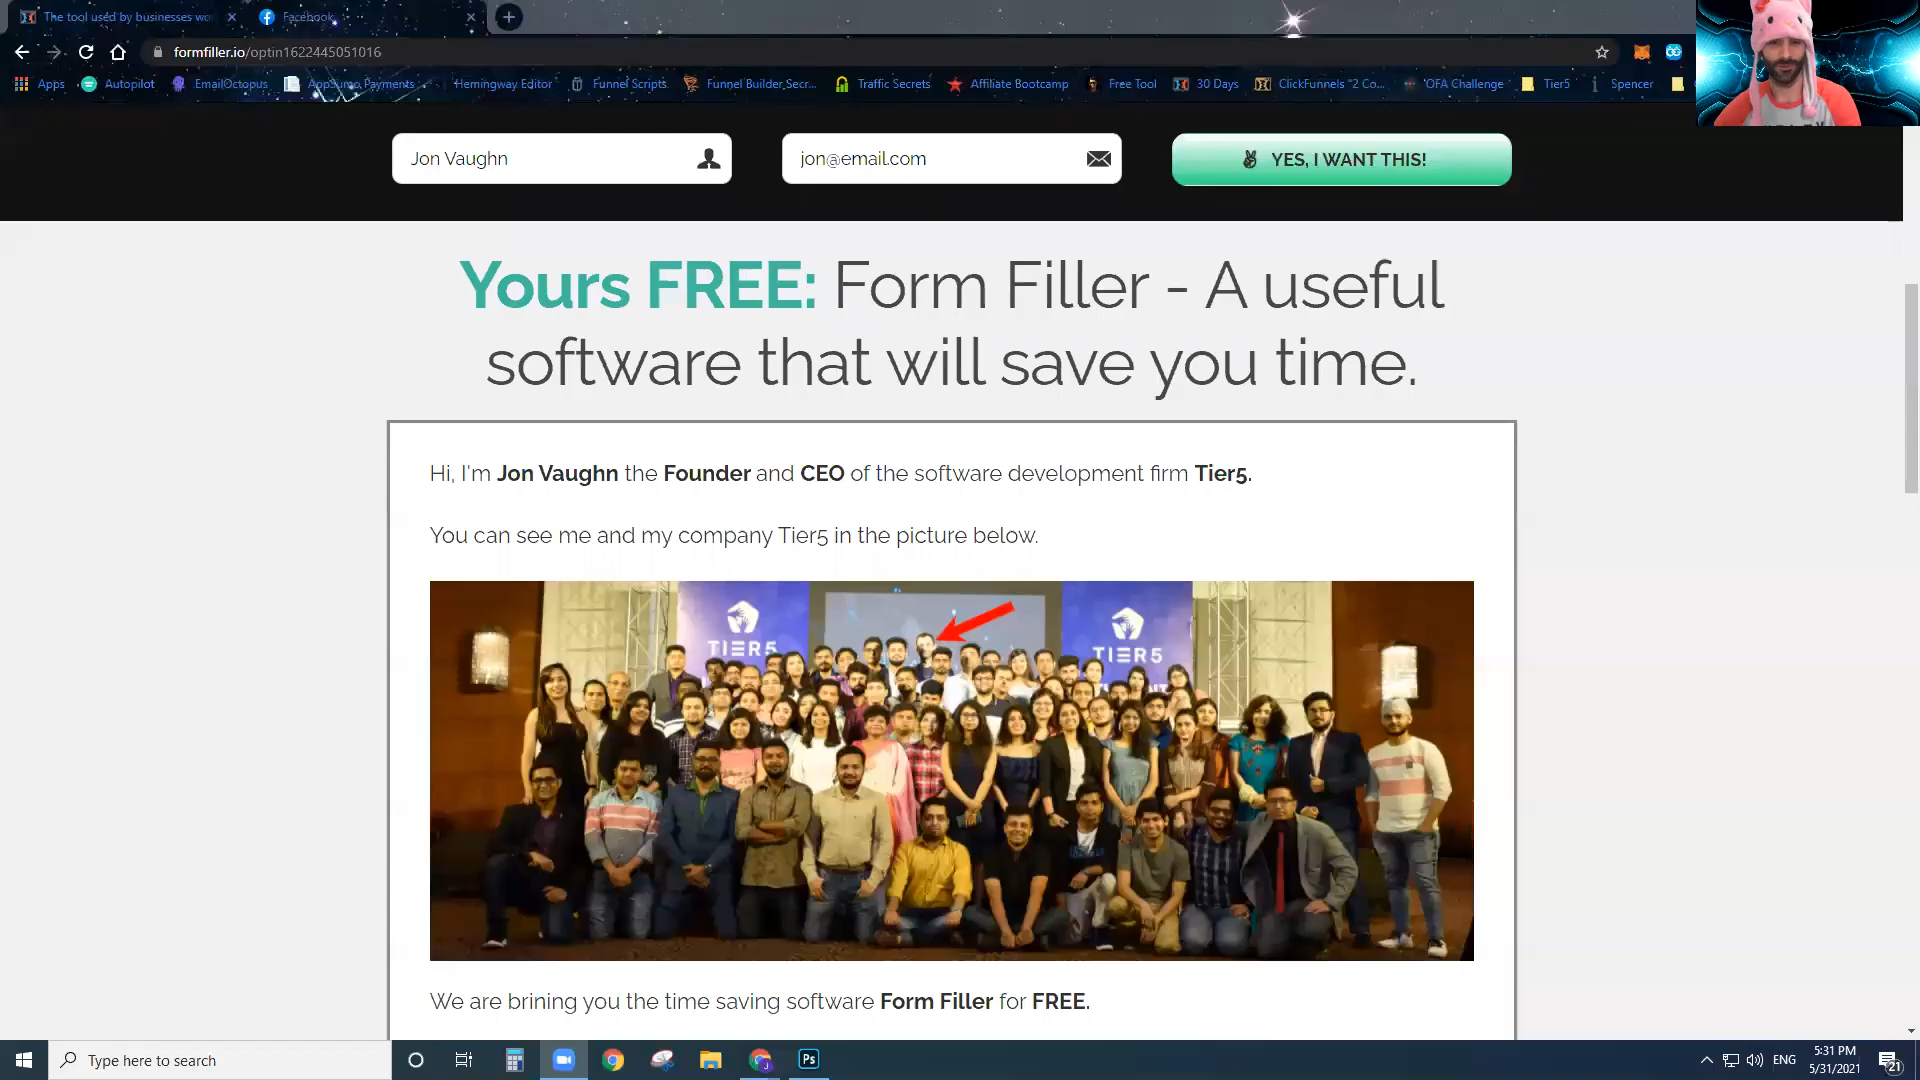 The tool used by businesses wo
Facebook
formfiller.io/optin1622445051016
Apps
Autopilot
EmailOctopus
AppSumo Payments
Hemingway Editor
Funnel Scripts
Funnel Builder Secr...
Traffic Secrets
Affiliate Bootcamp
Free Tool
30 Days
ClickFunnels "2 Co...
'OFA Challenge
Tier5
Spencer
Jon Vaughn
jon@email.com
YES, I WANT THIS!
Yours FREE: Form Filler - A useful
software that will save you time.
Hi, I'm Jon Vaughn the Founder and CEO of the software development firm Tier5.
You can see me and my company Tier5 in the picture below.
TIER5
TIER5
We are brining you the time saving software Form Filler for FREE.
Type here to search
Ps
ENG
5:31 PM
5/31/2021
21